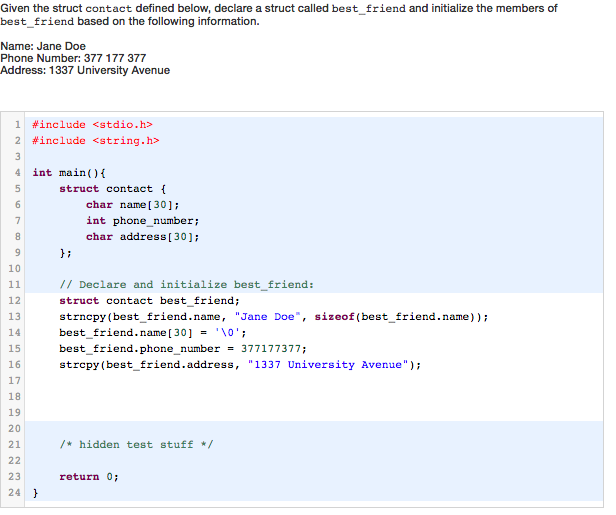 Given the struct contact defined below, declare a struct called best_friend and initialize the members of
best_friend based on the following information.
Name: Jane Doe
Phone Number: 377 177 377
Address: 1337 University Avenue
1 #include <stdio.h>
2 #include <string.h>
3
4 int main(){
5     struct contact {
6         char name[30];
7         int phone_number;
8         char address[30];
9     };
10
11     // Declare and initialize best_friend:
12     struct contact best_friend;
13     strncpy(best_friend.name, "Jane Doe", sizeof(best_friend.name));
14     best_friend.name[30] = '\0';
15     best_friend.phone_number = 377177377;
16     strcpy(best_friend.address, "1337 University Avenue");
17
18
19
20
21     /* hidden test stuff */
22
23     return 0;
24 }